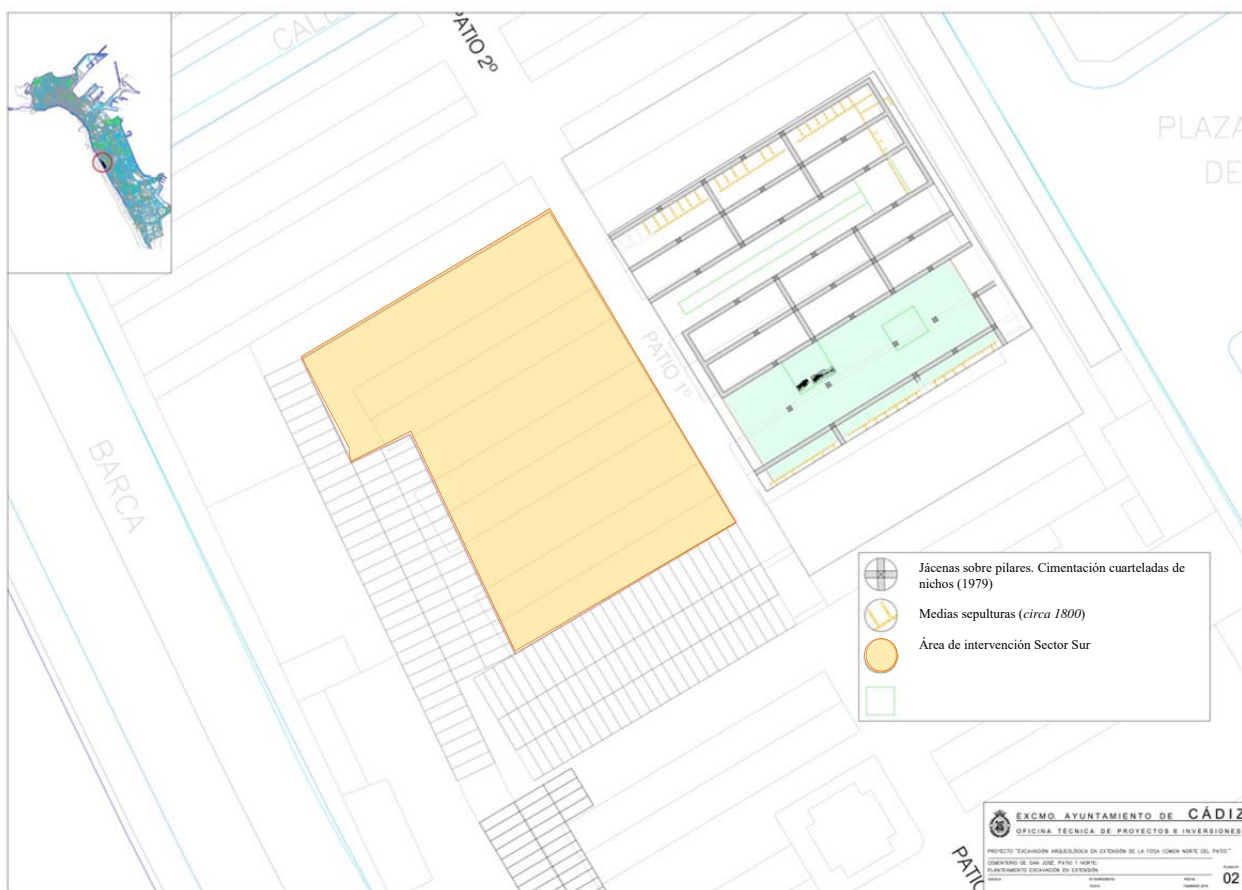 CALL
PATIO 2º
PLAZA
DE
PATIO 1º
BARCA
Jácenas sobre pilares. Cimentación cuarteladas de
nichos (1979)
Medias sepulturas (circa 1800)
Área de intervención Sector Sur
EXCMO. AYUNTAMIENTO DE CÁDIZ
OFICINA TÉCNICA DE PROYECTOS E INVERSIONES
PROYECTO "EXCAVACIÓN ARQUEOLÓGICA EN EXTENSIÓN DE LA FOSA COMÚN NORTE DEL PATIO."
CEMENTERIO DE SAN JOSÉ. PATIO 1 NORTE:
PLANTEAMIENTO EXCAVACIÓN EN EXTENSIÓN
02
PATIO